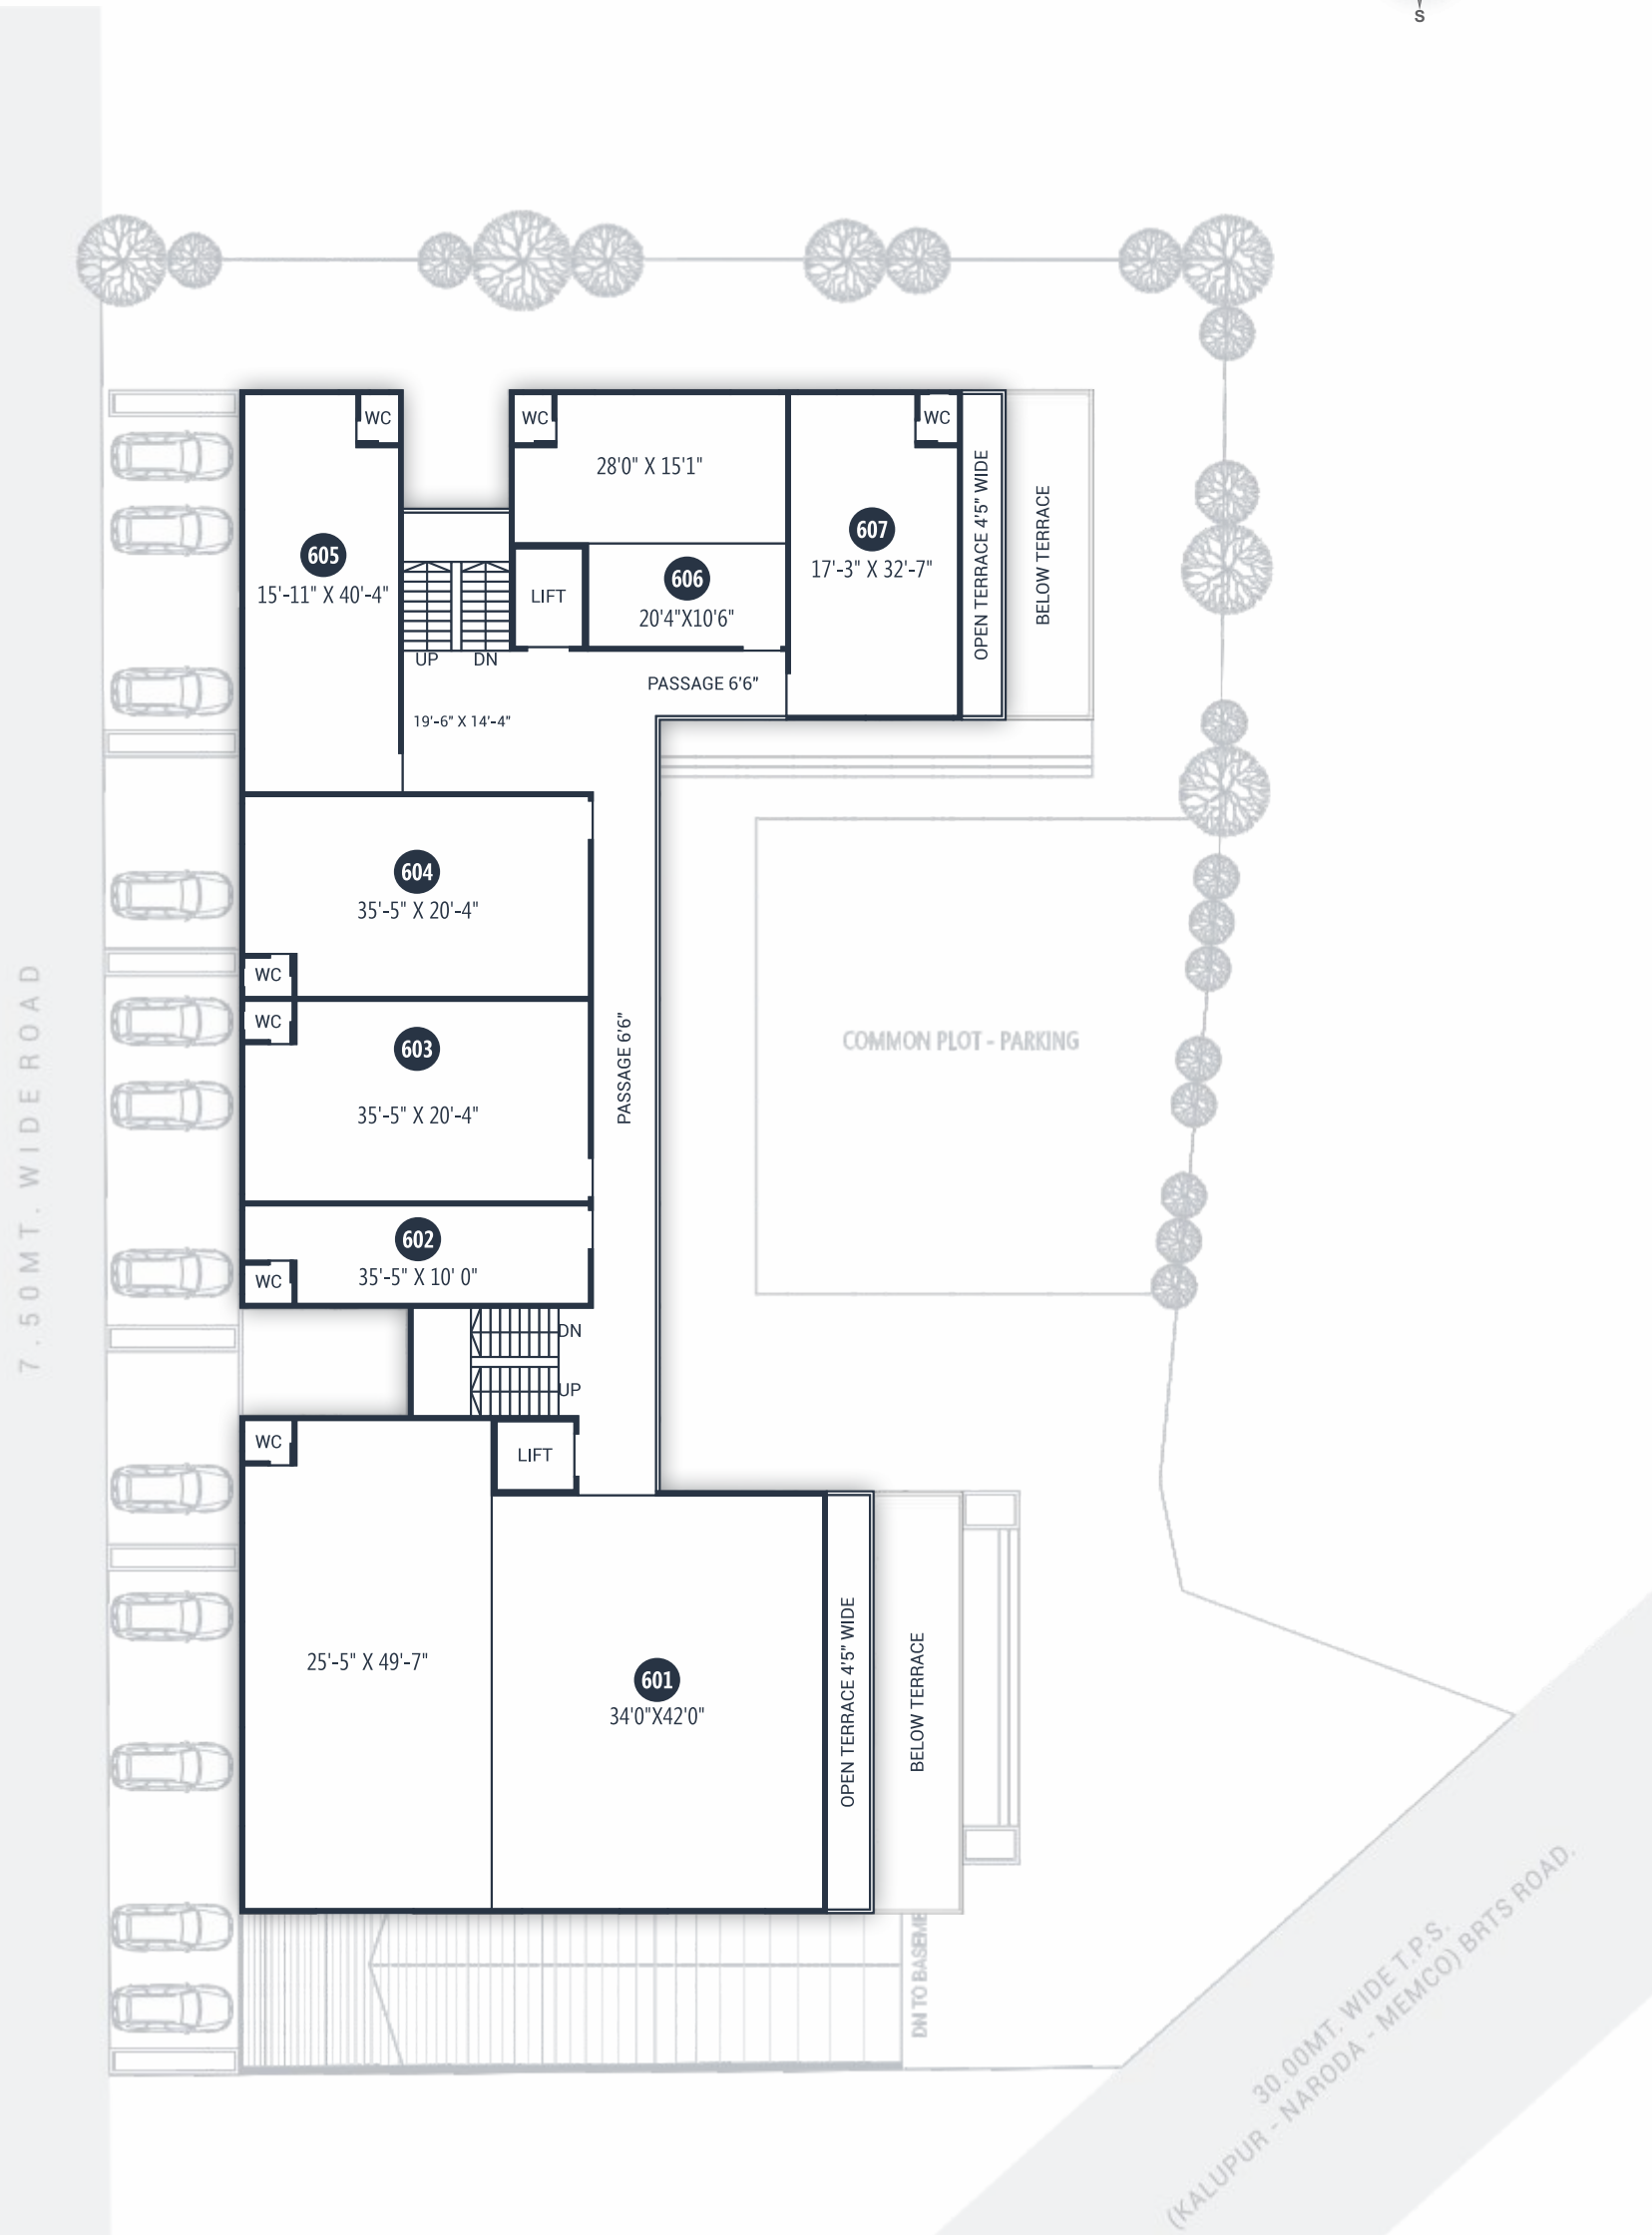 S
WC
WC
WC
28'0" X 15'1"
605
15'-11" X 40'-4"
LIFT
606
20'4"X10'6"
607
17'-3" X 32'-7"
OPEN TERRACE 4'5" WIDE
BELOW TERRACE
UP
DN
PASSAGE 6'6"
19'-6" X 14'-4"
604
35'-5" X 20'-4"
WC
WC
603
35'-5" X 20'-4"
PASSAGE 6'6"
COMMON PLOT - PARKING
7.50MT. WIDE ROAD
602
35'-5" X 10' 0"
WC
DN
UP
WC
LIFT
25'-5" X 49'-7"
601
34'0"X42'0"
OPEN TERRACE 4'5" WIDE
BELOW TERRACE
DN TO BASEME
30.00MT. WIDE T.P.S.
(KALUPUR - NARODA - MEMCO) BRTS ROAD.